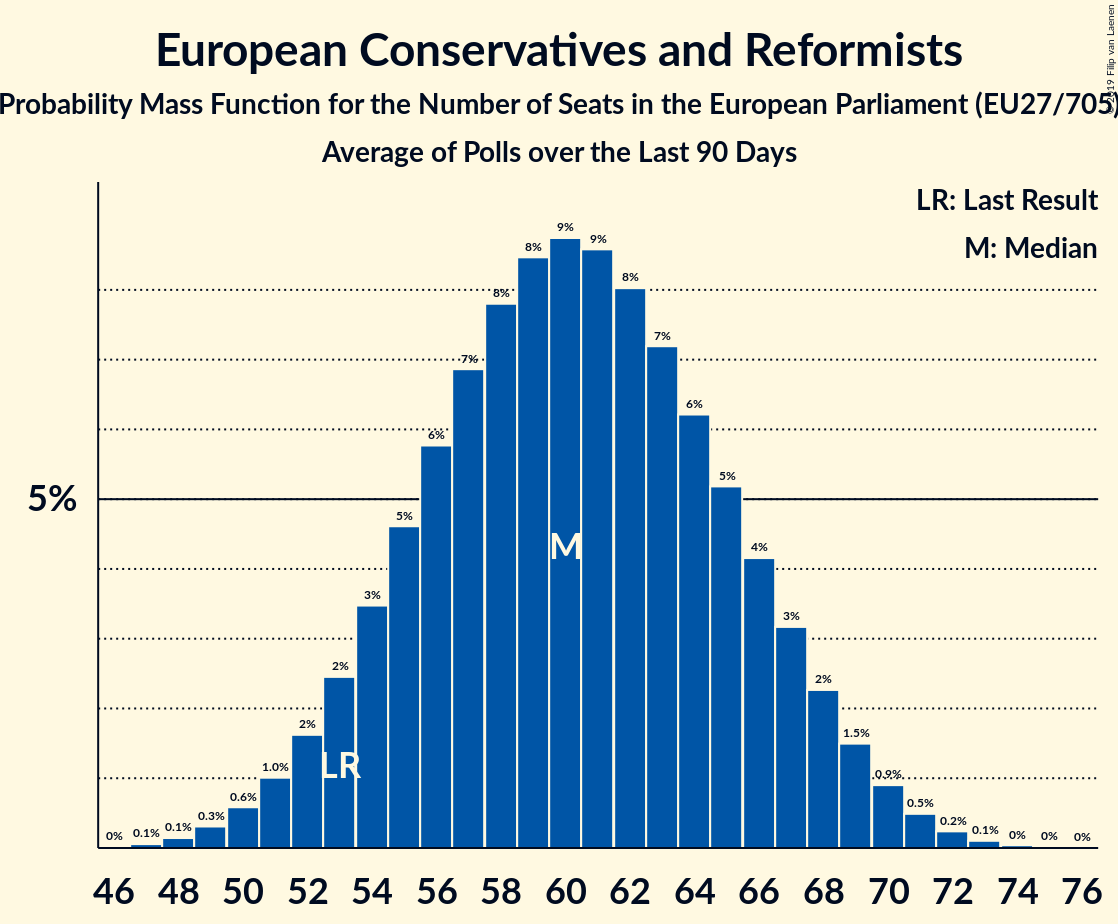 European Conservatives and Reformists
Probability Mass Function for the Number of Seats in the European Parliament (EU27/705)
Average of Polls over the Last 90 Days
© 2019 Filip van Laenen
LR: Last Result
M: Median
5%
0% 0.1% 0.1% 0.3% 0.6% 1.0% 2% 2% 3% 5% 6% 7% 8% 8% 9% 9% 8% 7% 6% 5% 4% 3% 2% 1.5% 0.9% 0.5% 0.2% 0.1% 0% 0% 0%
M
LR
46 48 50 52 54 56 58 60 62 64 66 68 70 72 74 76